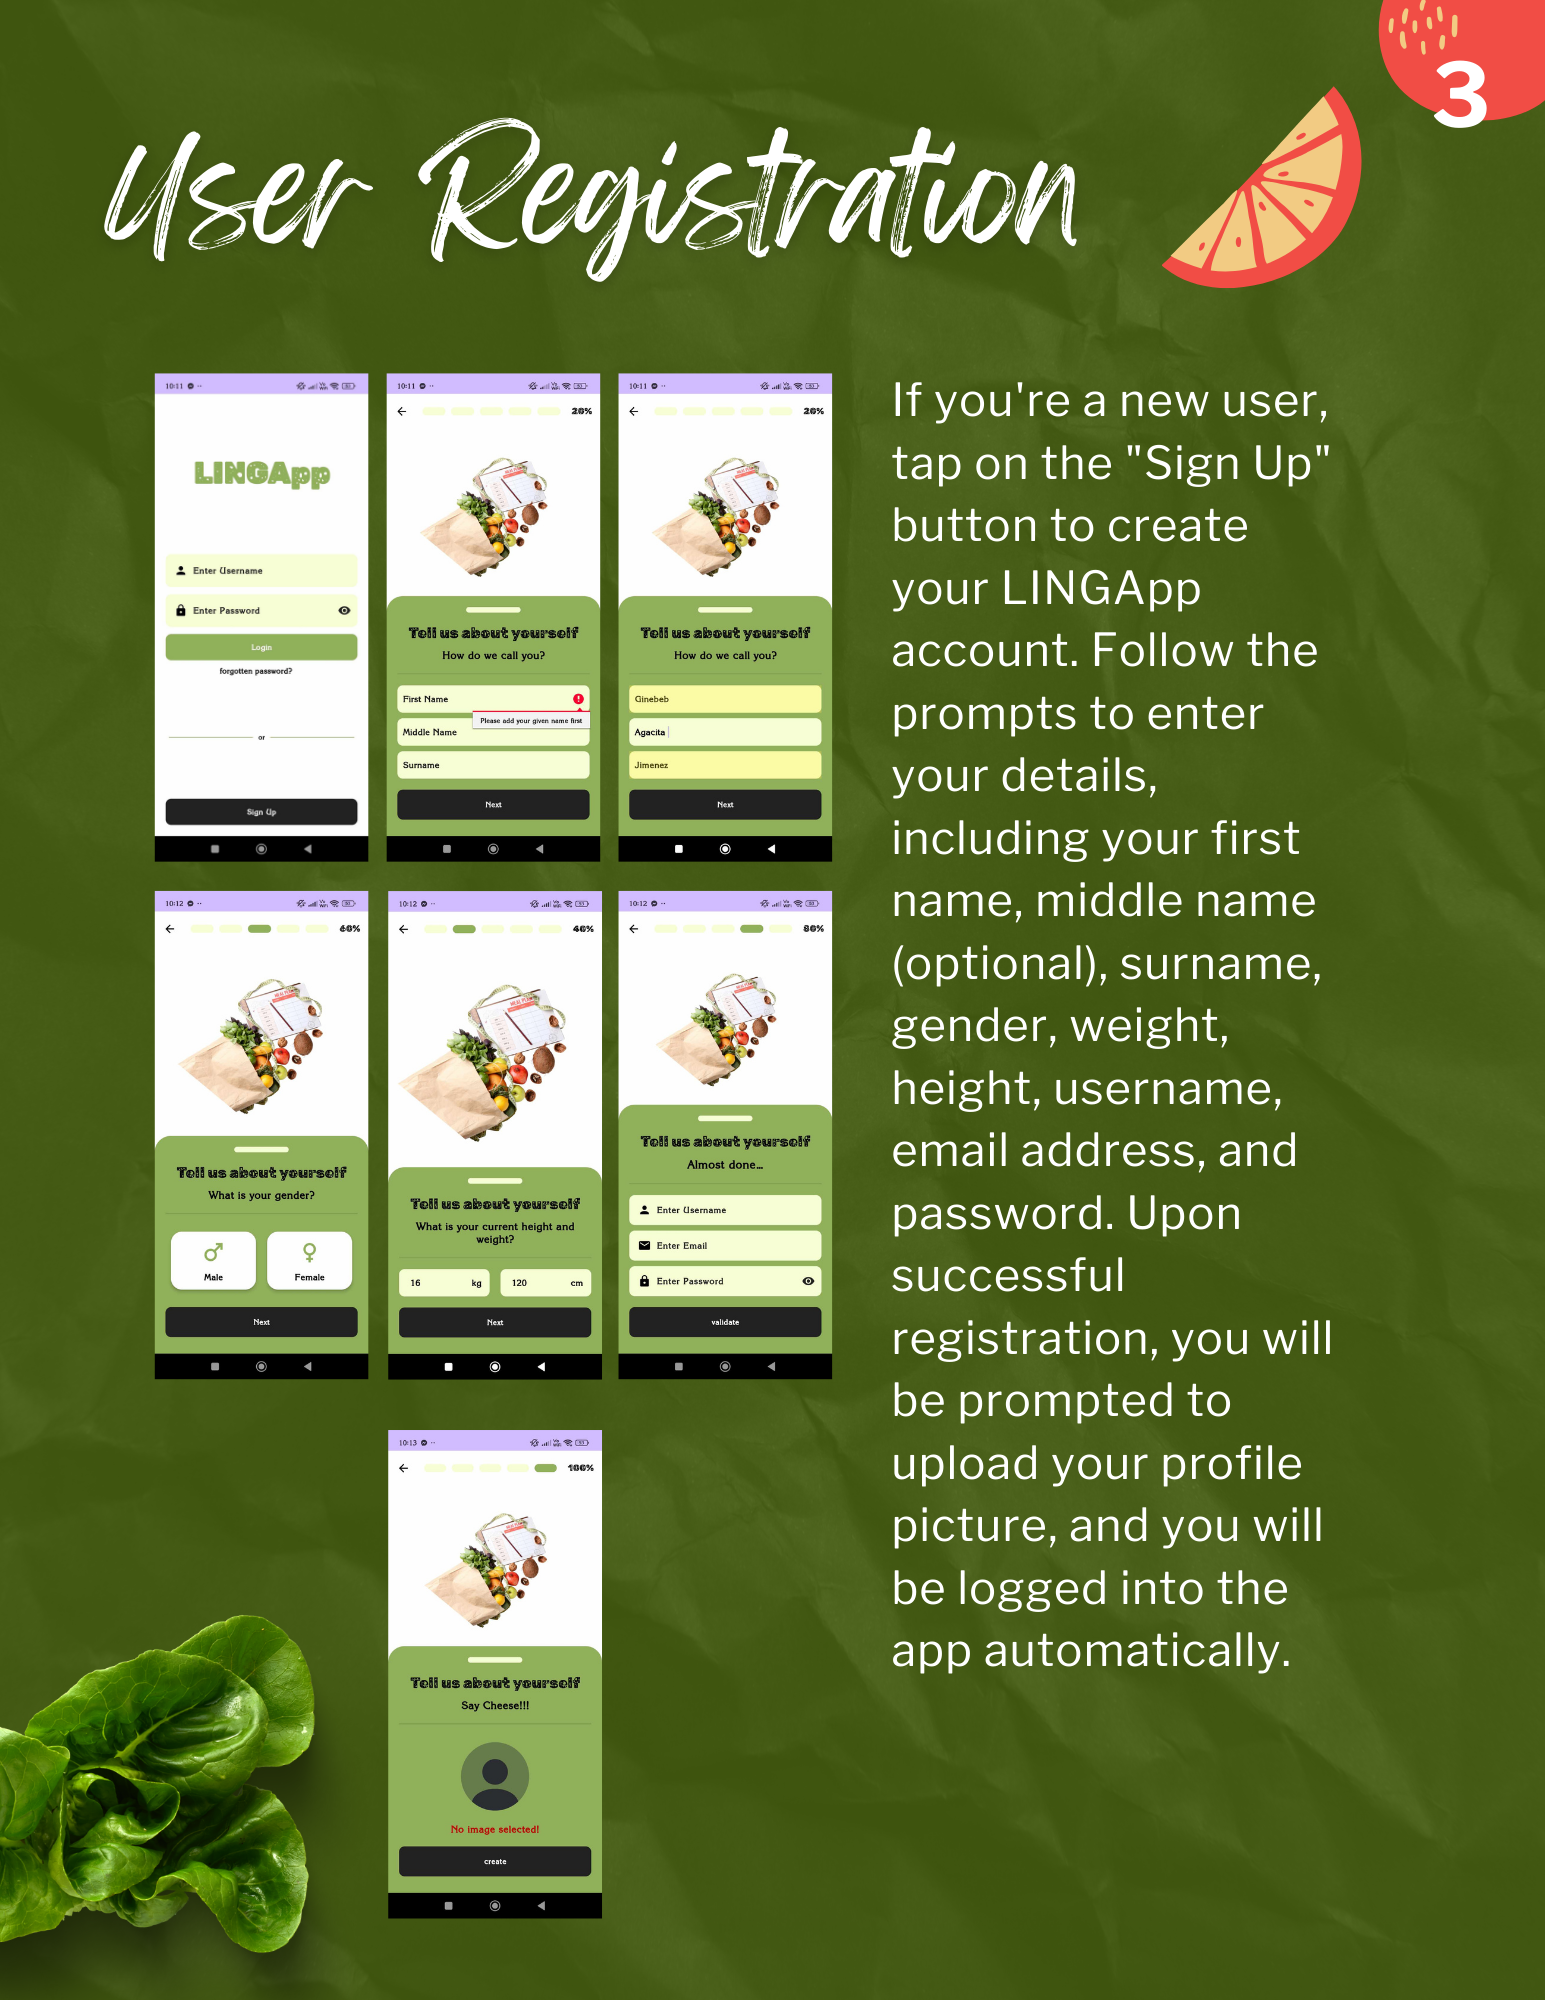 3
User Registration
10:11
LINGApp
Enter Username
Enter Password
Login
forgotten password?
or
Sign Up
10:11
20%
Tell us about yourself
How do we call you?
First Name
Please add your given name first
Middle Name
Surname
Next
10:11
20%
Tell us about yourself
How do we call you?
Ginebeb
Agacita
Jimenez
Next
10:12
60%
Tell us about yourself
What is your gender?
Male
Female
Next
10:12
40%
Tell us about yourself
What is your current height and
weight?
16 kg
120 cm
Next
10:12
80%
Tell us about yourself
Almost done...
Enter Username
Enter Email
Enter Password
validate
10:13
100%
Tell us about yourself
Say Cheese!!!
No image selected!
create
If you're a new user,
tap on the "Sign Up"
button to create
your LINGApp
account. Follow the
prompts to enter
your details,
including your first
name, middle name
(optional), surname,
gender, weight,
height, username,
email address, and
password. Upon
successful
registration, you will
be prompted to
upload your profile
picture, and you will
be logged into the
app automatically.